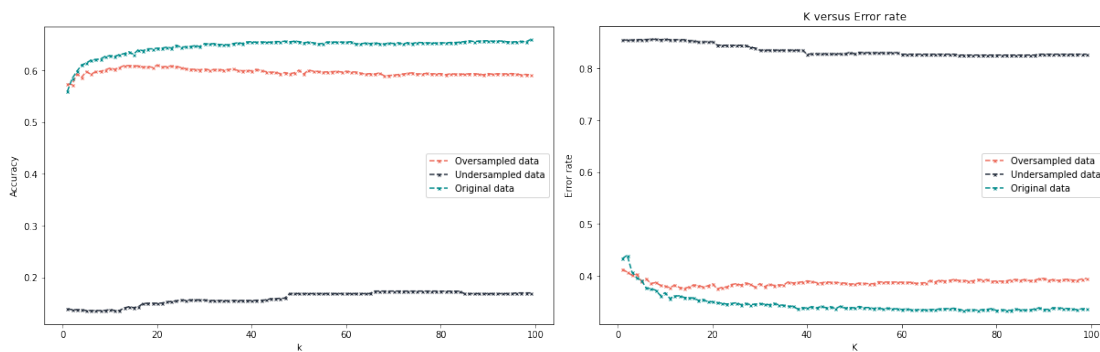 K versus Error rate
0.6
0.5
0.4
0.3
0.2
Accuracy
Oversampled data
Undersampled data
Original data
0
20
40
60
80
100
k
0.8
0.7
0.6
0.5
0.4
Error rate
Oversampled data
Undersampled data
Original data
0
20
40
60
80
100
K